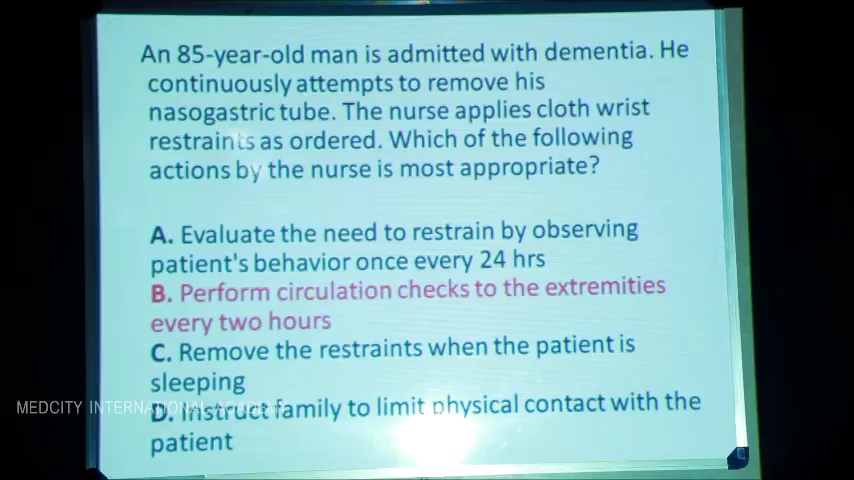 An 85-year-old man is admitted with dementia. He
continuously attempts to remove his
nasogastric tube. The nurse applies cloth wrist
restraints as ordered. Which of the following
actions by the nurse is most appropriate?
A. Evaluate the need to restrain by observing
patient's behavior once every 24 hrs
B. Perform circulation checks to the extremities
every two hours
C. Remove the restraints when the patient is
sleeping
MEDCITY INTERNATIONAL ACADEMY
D. Instruct family to limit physical contact with the
patient